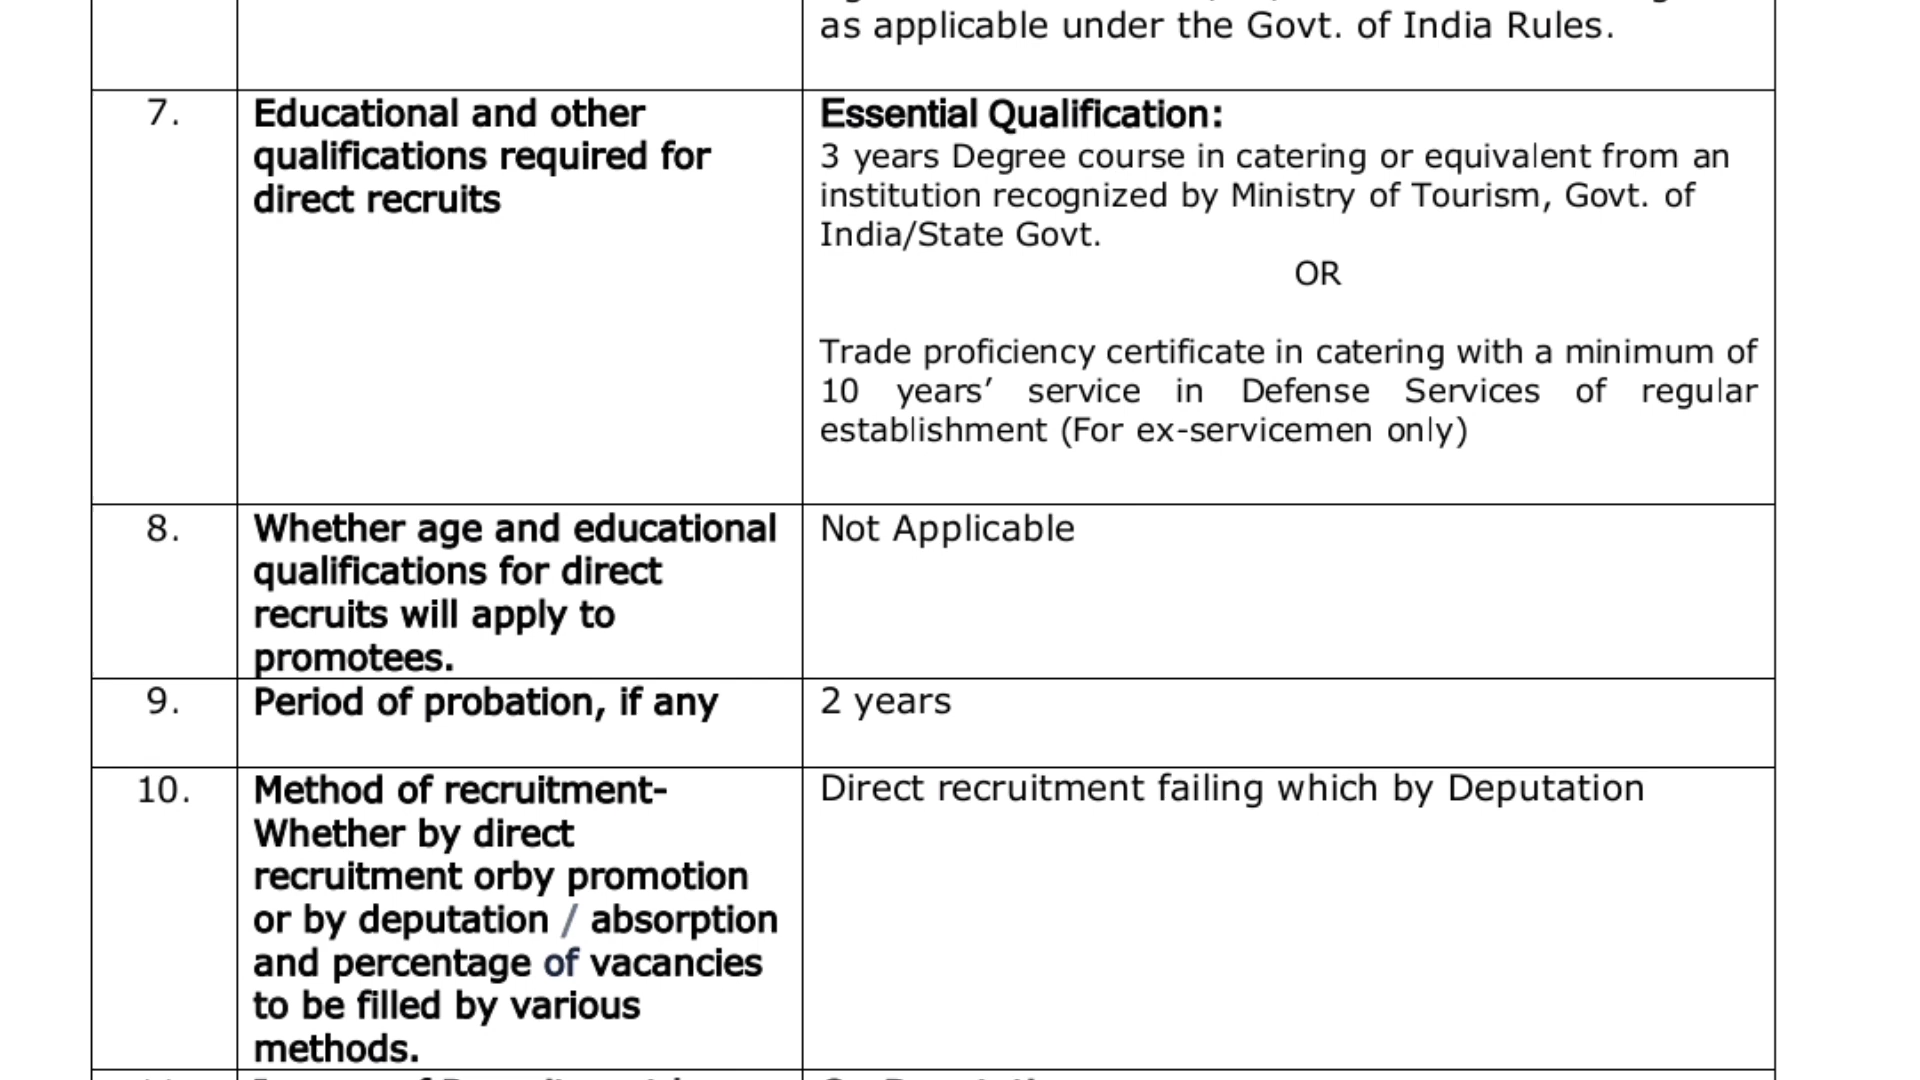 as applicable under the Govt. of India Rules.
7.
Educational and other
qualifications required for
direct recruits
Essential Qualification:
3 years Degree course in catering or equivalent from an
institution recognized by Ministry of Tourism, Govt. of
India/State Govt.
OR
Trade proficiency certificate in catering with a minimum of
10 years’ service in Defense Services of regular
establishment (For ex-servicemen only)
8.
Whether age and educational
qualifications for direct
recruits will apply to
promotees.
Not Applicable
9.
Period of probation, if any
2 years
10.
Method of recruitment-
Whether by direct
recruitment orby promotion
or by deputation / absorption
and percentage of vacancies
to be filled by various
methods.
Direct recruitment failing which by Deputation